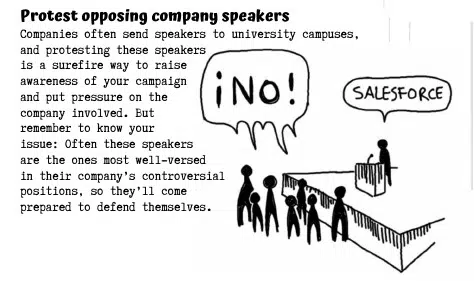 Protest opposing company speakers
Companies often send speakers to university campuses,
and protesting these speakers
is a surefire way to raise
awareness of your campaign
and put pressure on the
company involved. But
remember to know your
issue: Often these speakers
are the ones most well-versed
in their company's controversial
positions, so they'll come
prepared to defend themselves.
¡NO!
SALESFORCE